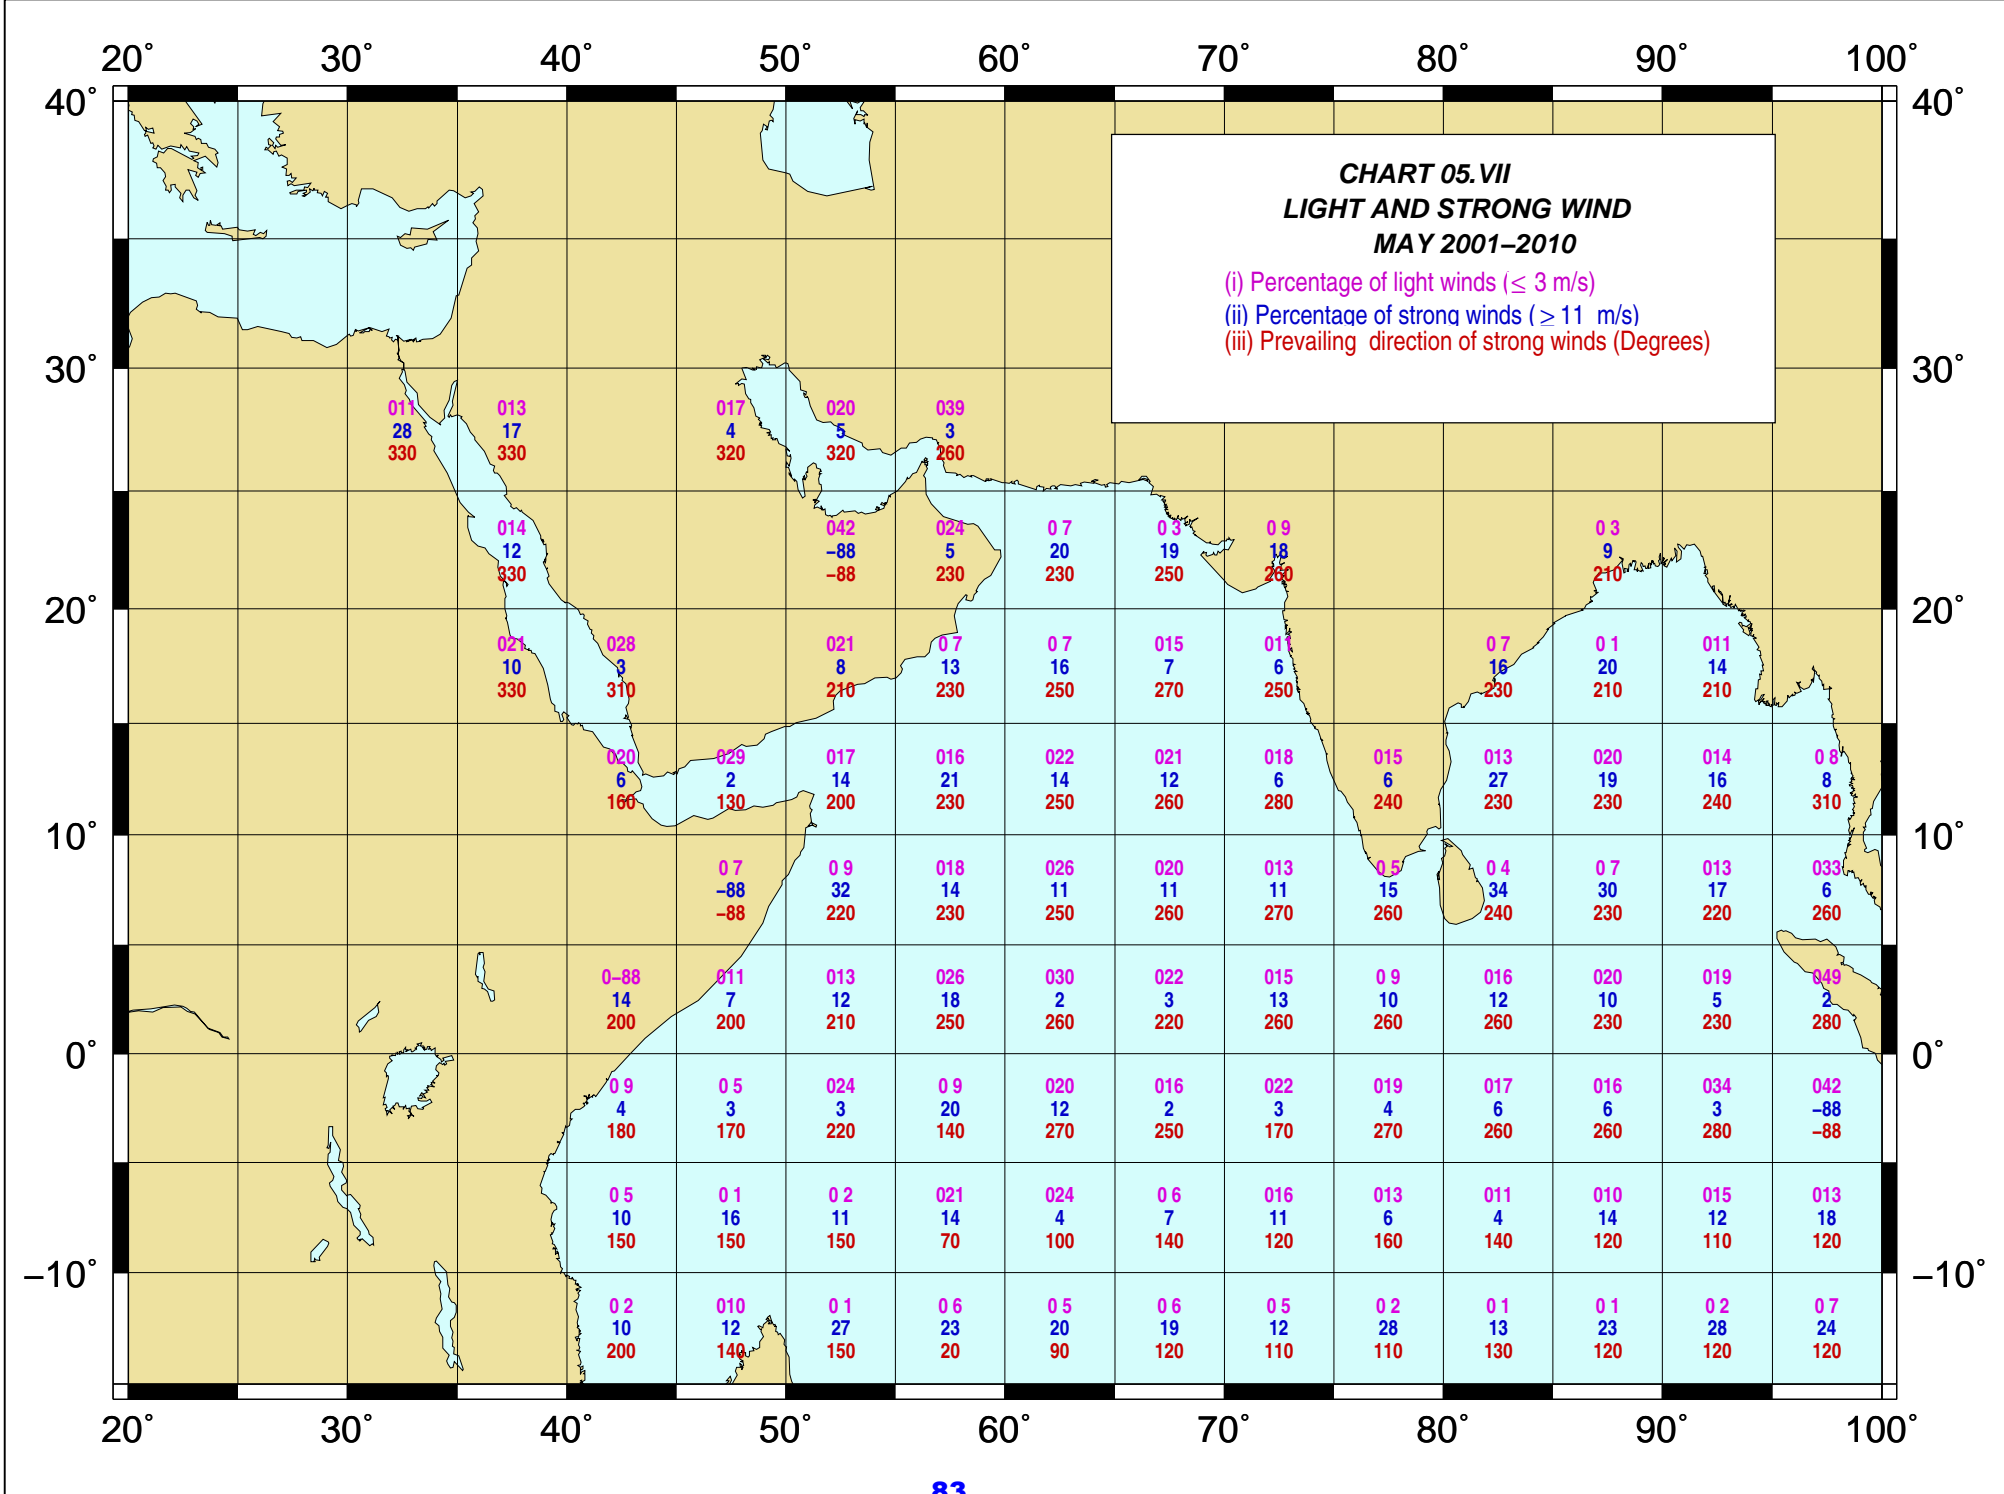 20° 30° 40° 50° 60° 70° 80° 90° 100°
40° 40°
CHART 05.VII
LIGHT AND STRONG WIND
MAY 2001–2010
(i) Percentage of light winds (≤ 3 m/s)
(ii) Percentage of strong winds (≥ 11 m/s)
(iii) Prevailing direction of strong winds (Degrees)
30° 30°
011 013 017 020 039
28 17 4 5 3
330 330 320 320 260
014 042 024 0 7 0 3 0 9 0 3
12 –88 5 20 19 18 9
330 –88 230 230 250 260 210
20° 20°
021 028 021 0 7 0 7 015 011 0 7 0 1 011
10 3 8 13 16 7 6 16 20 14
330 310 210 230 250 270 250 230 210 210
020 029 017 016 022 021 018 015 013 020 014 0 8
6 2 14 21 14 12 6 6 27 19 16 8
160 130 200 230 250 260 280 240 230 230 240 310
10° 10°
0 7 0 9 018 026 020 013 0 5 0 4 0 7 013 033
–88 32 14 11 11 11 15 34 30 17 6
–88 220 230 250 260 270 260 240 230 220 260
0–88 011 013 026 030 022 015 0 9 016 020 019 049
14 7 12 18 2 3 13 10 12 10 5 2
200 200 210 250 260 220 260 260 260 230 230 280
0° 0°
0 9 0 5 024 0 9 020 016 022 019 017 016 034 042
4 3 3 20 12 2 3 4 6 6 3 –88
180 170 220 140 270 250 170 270 260 260 280 –88
0 5 0 1 0 2 021 024 0 6 016 013 011 010 015 013
10 16 11 14 4 7 11 6 4 14 12 18
150 150 150 70 100 140 120 160 140 120 110 120
–10° –10°
0 2 010 0 1 0 6 0 5 0 6 0 5 0 2 0 1 0 1 0 2 0 7
10 12 27 23 20 19 12 28 13 23 28 24
200 140 150 20 90 120 110 110 130 120 120 120
20° 30° 40° 50° 60° 70° 80° 90° 100°
83